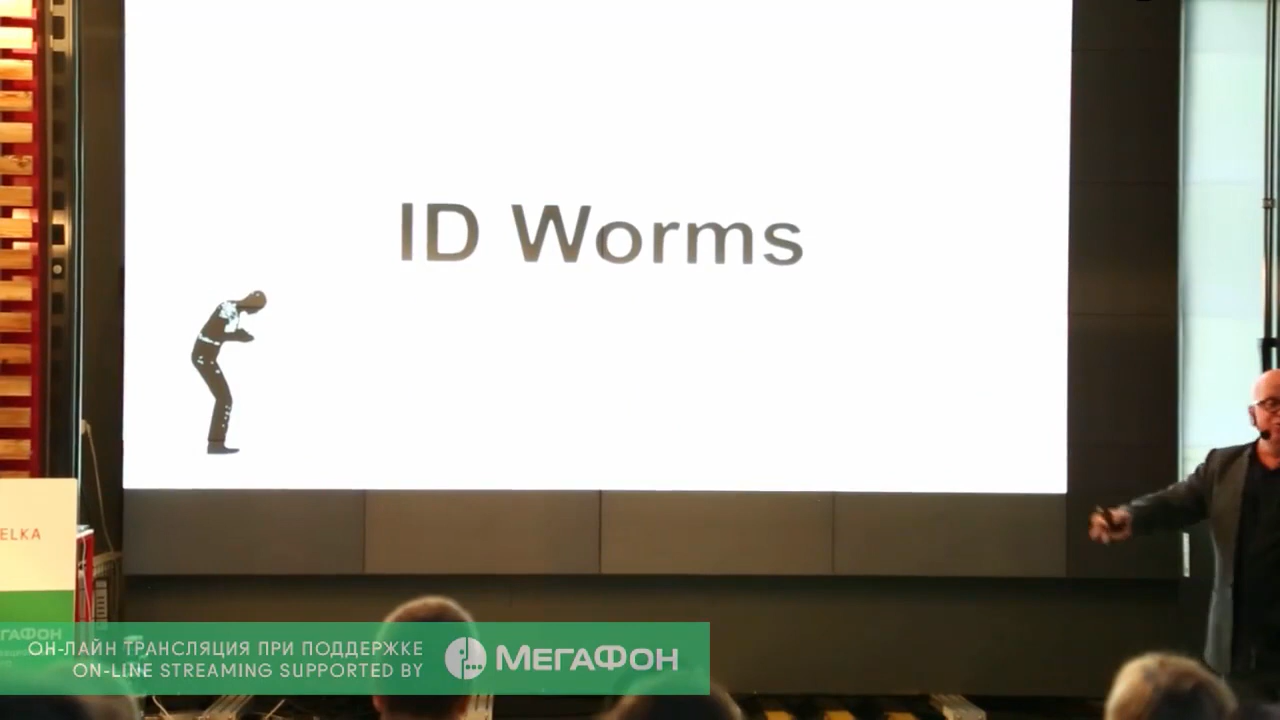 ID Worms
ELKA
ОН-ЛАЙН ТРАНСЛЯЦИЯ ПРИ ПОДДЕРЖКЕ
ON-LINE STREAMING SUPPORTED BY
МЕГАФОН